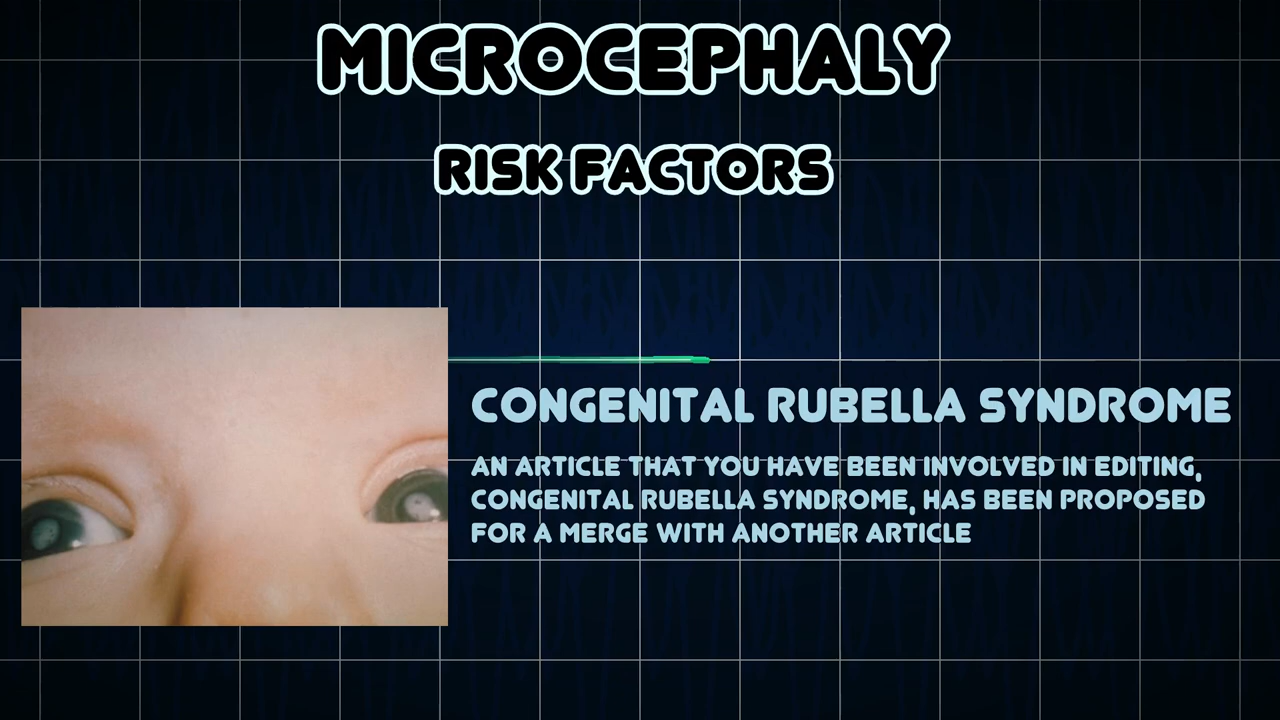 MICROCEPHALY
RISK FACTORS
CONGENITAL RUBELLA SYNDROME
AN ARTICLE THAT YOU HAVE BEEN INVOLVED IN EDITING,
CONGENITAL RUBELLA SYNDROME, HAS BEEN PROPOSED
FOR A MERGE WITH ANOTHER ARTICLE